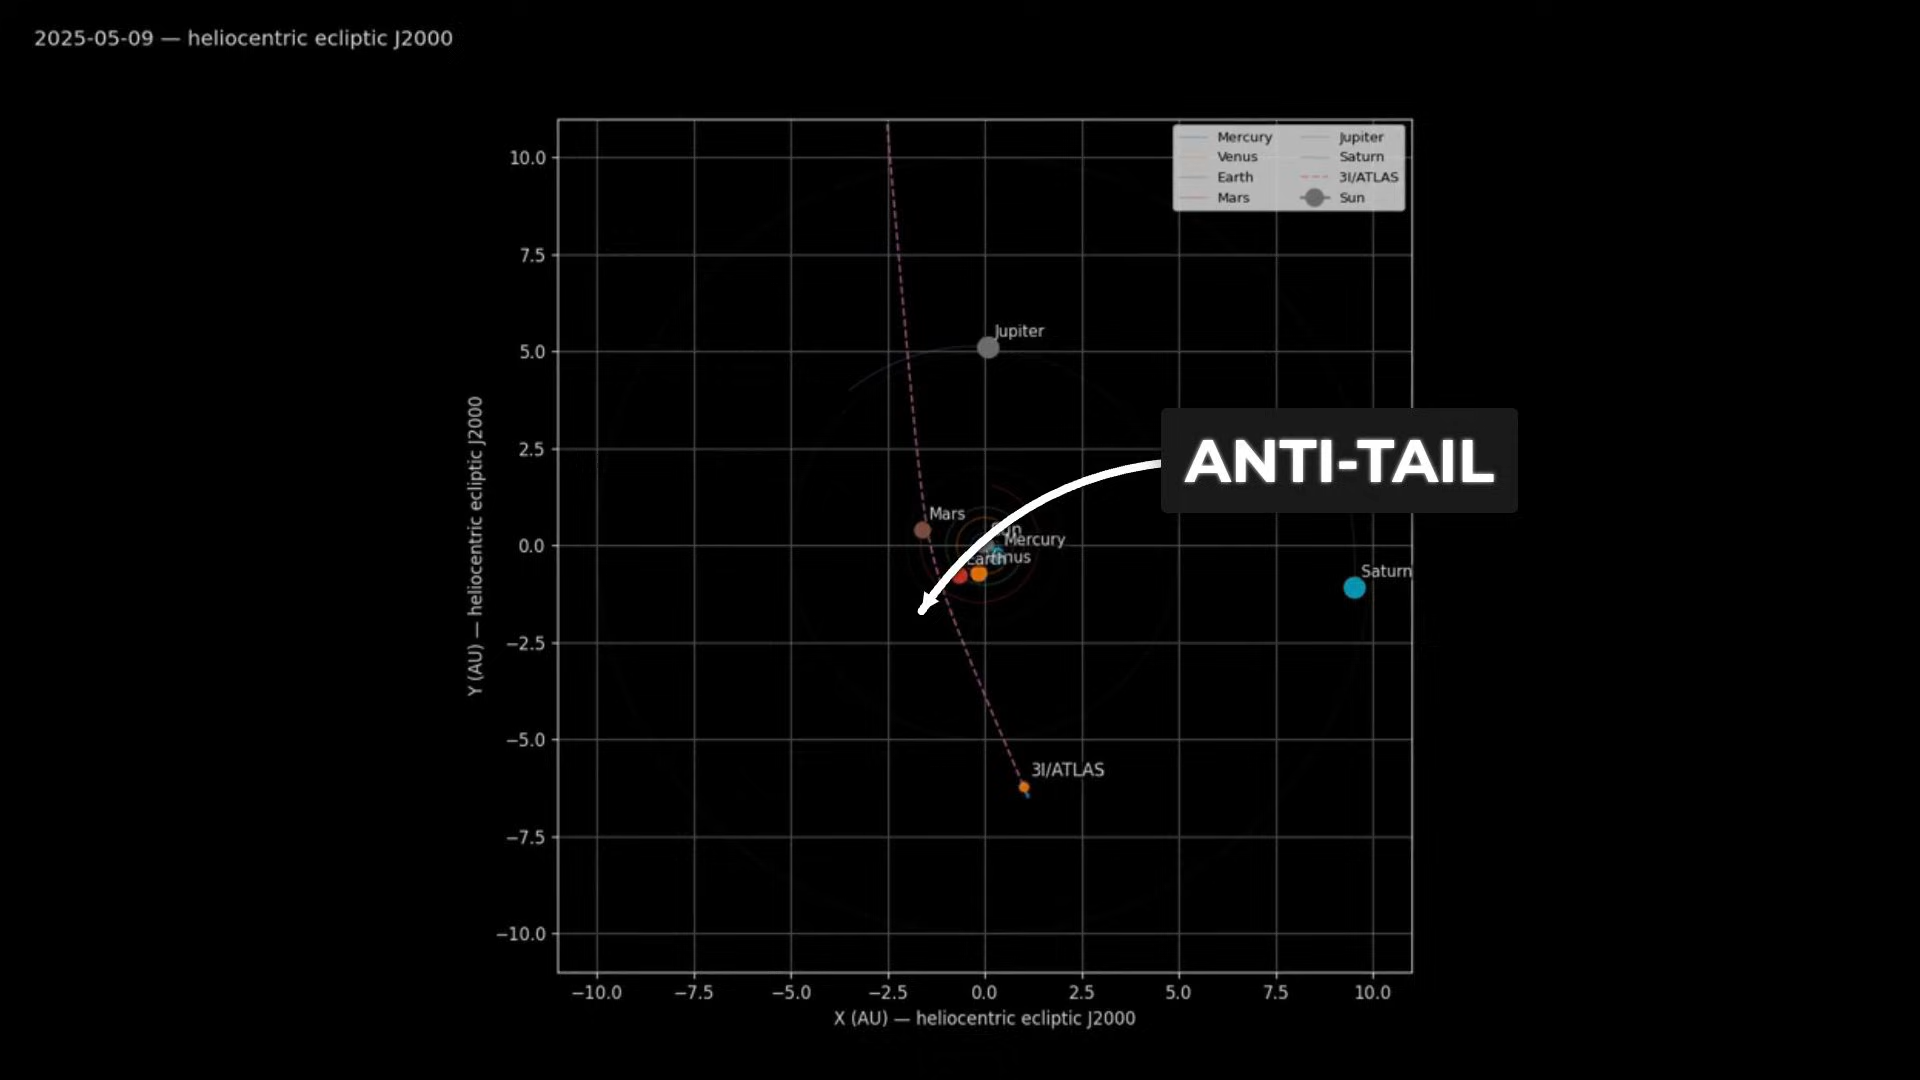 2025-05-09 — heliocentric ecliptic J2000
Mercury
Venus
Earth
Mars
Jupiter
Saturn
3I/ATLAS
Sun
10.0
7.5
5.0
2.5
0.0
−2.5
−5.0
−7.5
−10.0
Y (AU) — heliocentric ecliptic J2000
Jupiter
ANTI-TAIL
Mars
Sun
Mercury
Earth
Saturn
3I/ATLAS
−10.0
−7.5
−5.0
−2.5
0.0
2.5
5.0
7.5
10.0
X (AU) — heliocentric ecliptic J2000